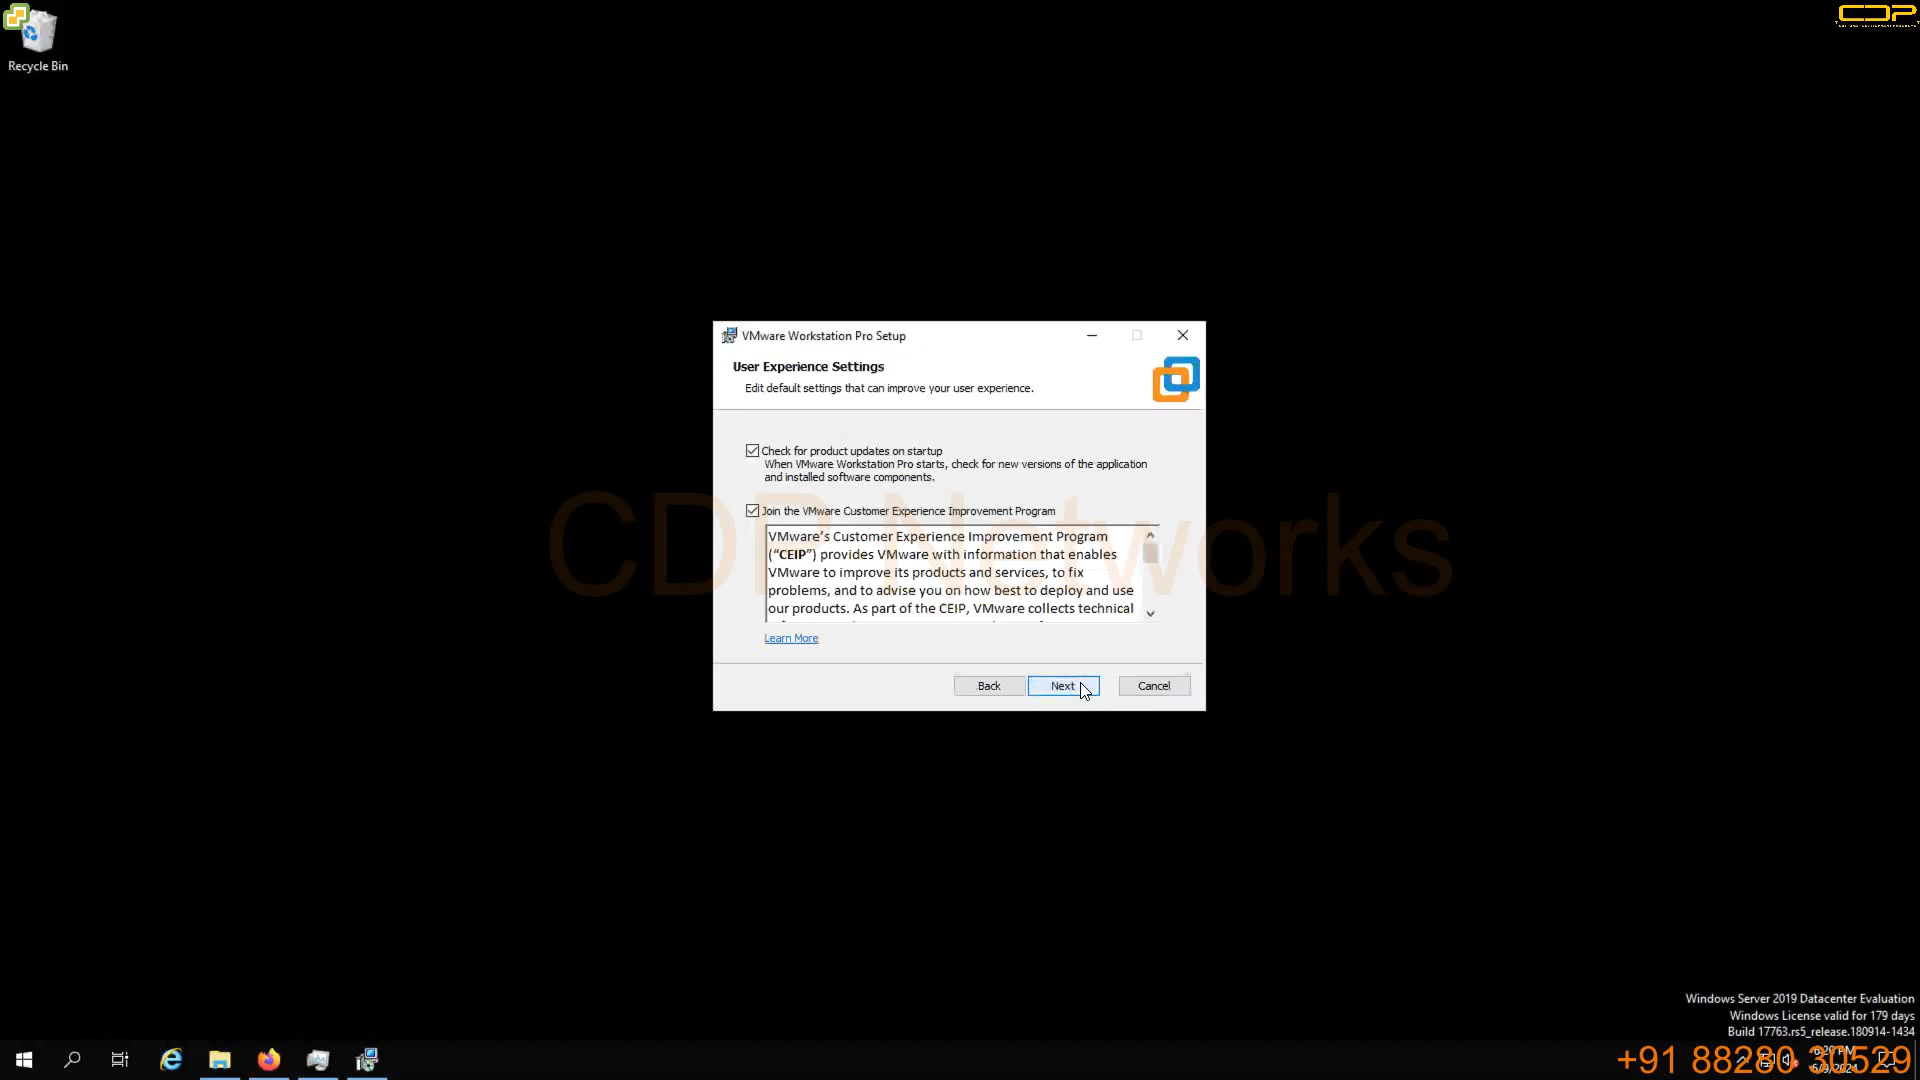 Recycle Bin
CDP
VMware Workstation Pro Setup
User Experience Settings
Edit default settings that can improve your user experience.
Check for product updates on startup
When VMware Workstation Pro starts, check for new versions of the application
and installed software components.
Join the VMware Customer Experience Improvement Program
VMware's Customer Experience Improvement Program
("CEIP") provides VMware with information that enables
VMware to improve its products and services, to fix
problems, and to advise you on how best to deploy and use
our products. As part of the CEIP, VMware collects technical
Learn More
Back
Next
Cancel
CDP Networks
Windows Server 2019 Datacenter Evaluation
Windows License valid for 179 days
Build 17763.rs5_release.180914-1434
+91 88280 30529